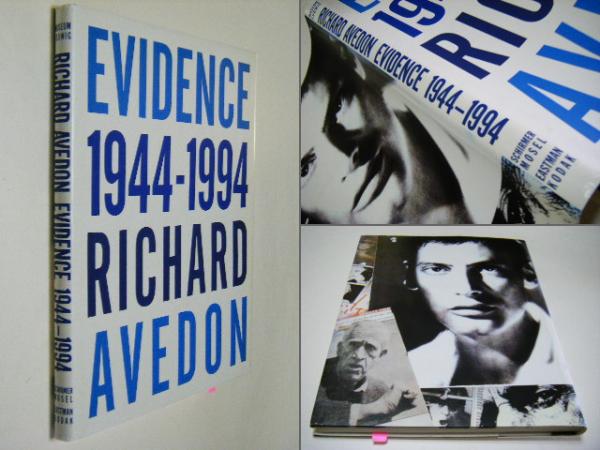 EVIDENCE
1944-1994
RICHARD
AVEDON
RICHARD AVEDON EVIDENCE 1944-1994
SCHIRMER
MOSEL
EASTMAN
KODAK
RICHARD AVEDON EVIDENCE 1944-1994
SCHIRMER
MOSEL
EASTMAN
KODAK